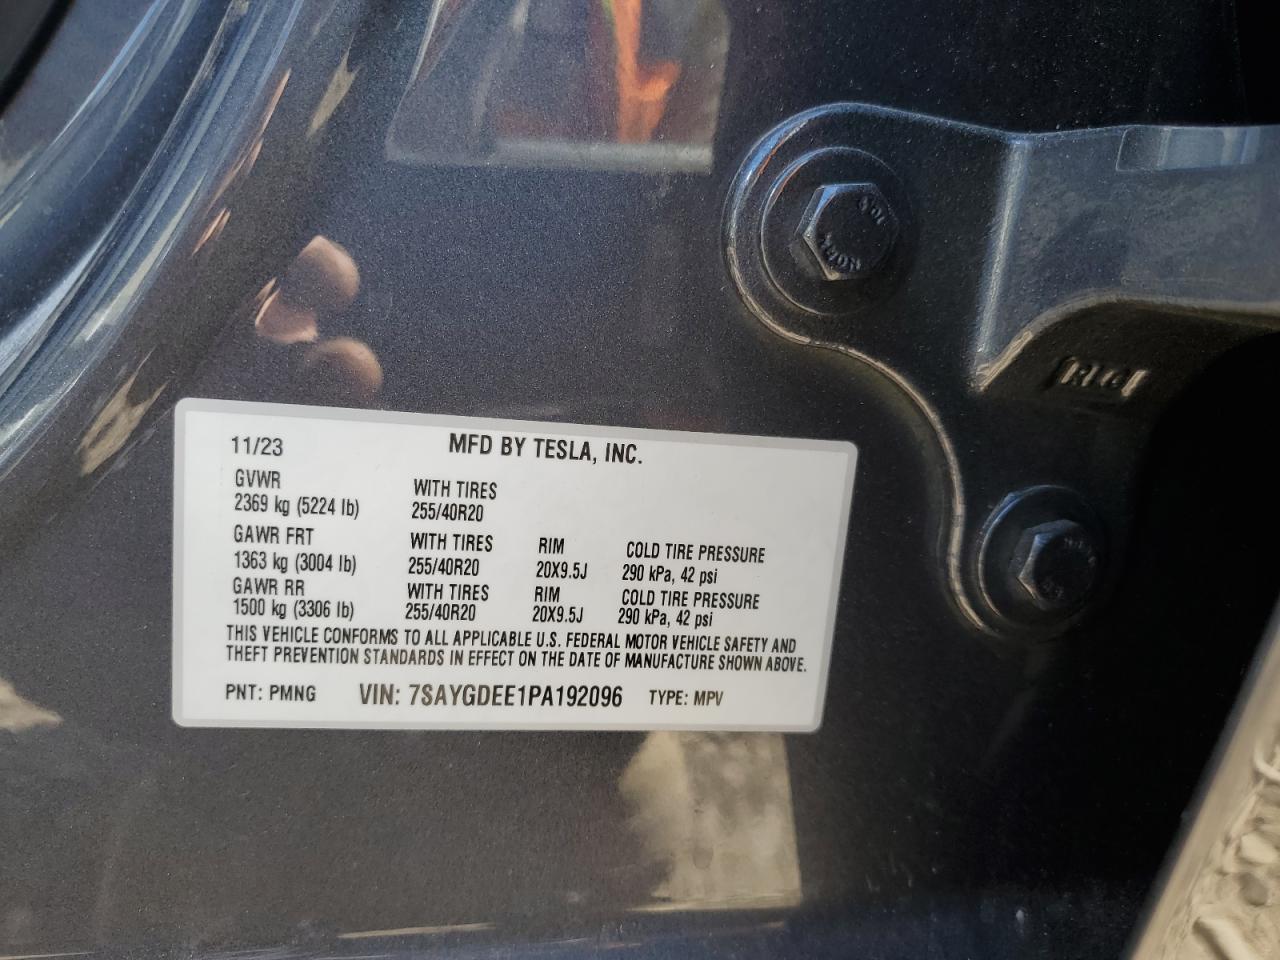 11/23 MFD BY TESLA, INC.
GVWR
2369 kg (5224 lb)
WITH TIRES
255/40R20
GAWR FRT
1363 kg (3004 lb)
WITH TIRES
255/40R20
RIM
20X9.5J
COLD TIRE PRESSURE
290 kPa, 42 psi
GAWR RR
1500 kg (3306 lb)
WITH TIRES
255/40R20
RIM
20X9.5J
COLD TIRE PRESSURE
290 kPa, 42 psi
THIS VEHICLE CONFORMS TO ALL APPLICABLE U.S. FEDERAL MOTOR VEHICLE SAFETY AND
THEFT PREVENTION STANDARDS IN EFFECT ON THE DATE OF MANUFACTURE SHOWN ABOVE.
PNT: PMNG VIN: 7SAYGDEE1PA192096 TYPE: MPV